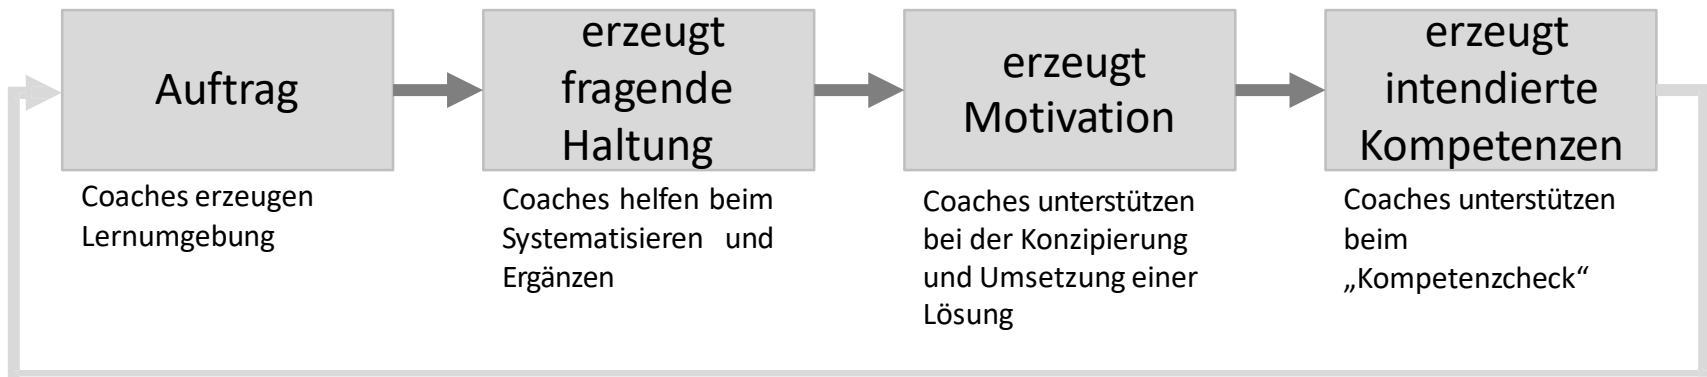 Auftrag
Coaches erzeugen
Lernumgebung
erzeugt
fragende
Haltung
Coaches helfen beim
Systematisieren und
Ergänzen
erzeugt
Motivation
Coaches unterstützen
bei der Konzipierung
und Umsetzung einer
Lösung
erzeugt
intendierte
Kompetenzen
Coaches unterstützen
beim
„Kompetenzcheck“